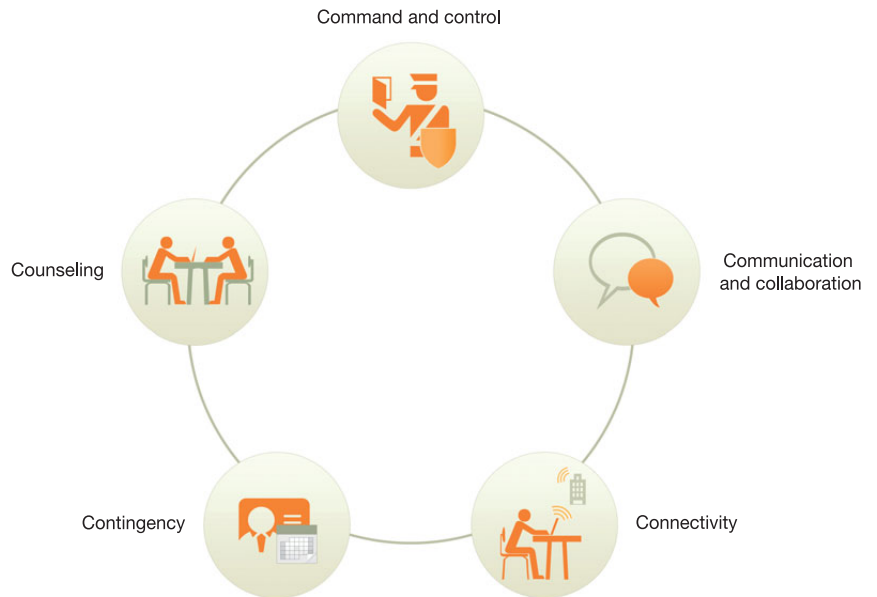 Command and control
Counseling
Communication
and collaboration
Contingency
Connectivity